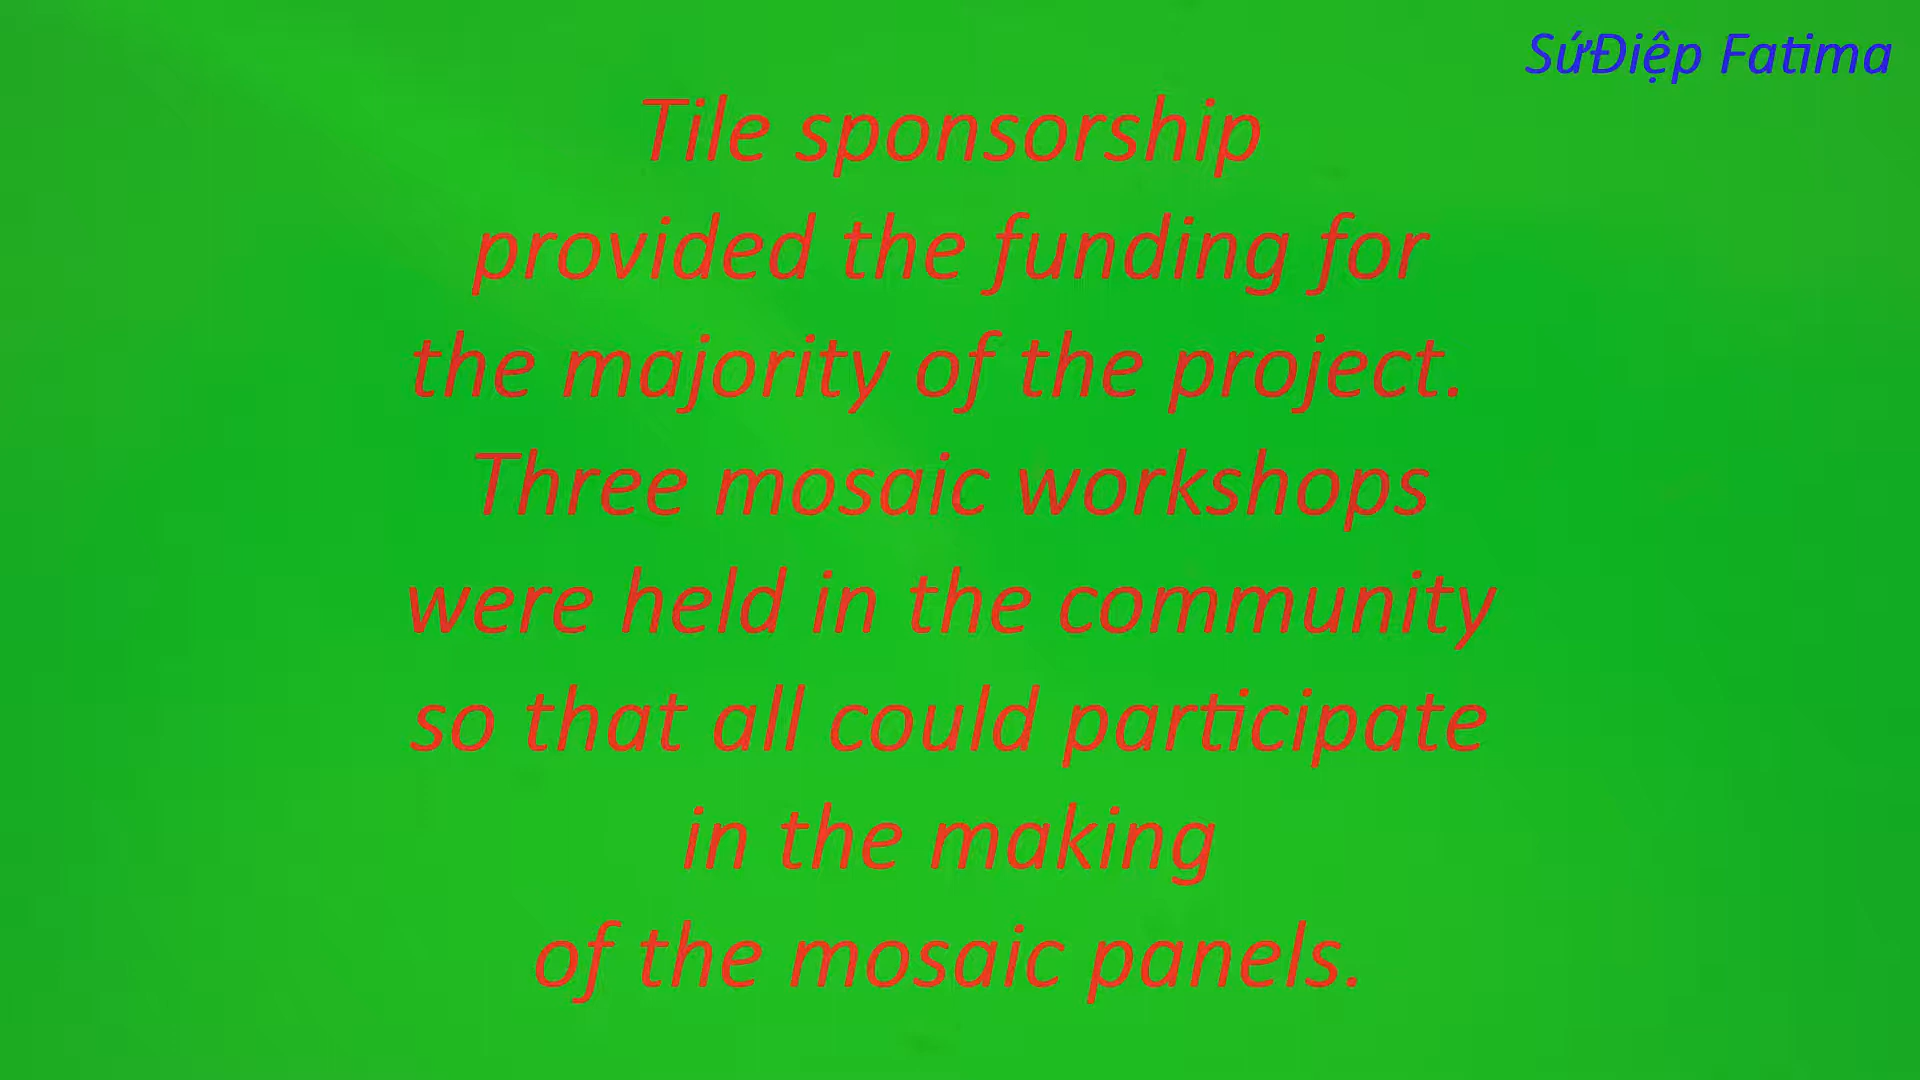 SứĐiệp Fatima
Tile sponsorship
provided the funding for
the majority of the project.
Three mosaic workshops
were held in the community
so that all could participate
in the making
of the mosaic panels.